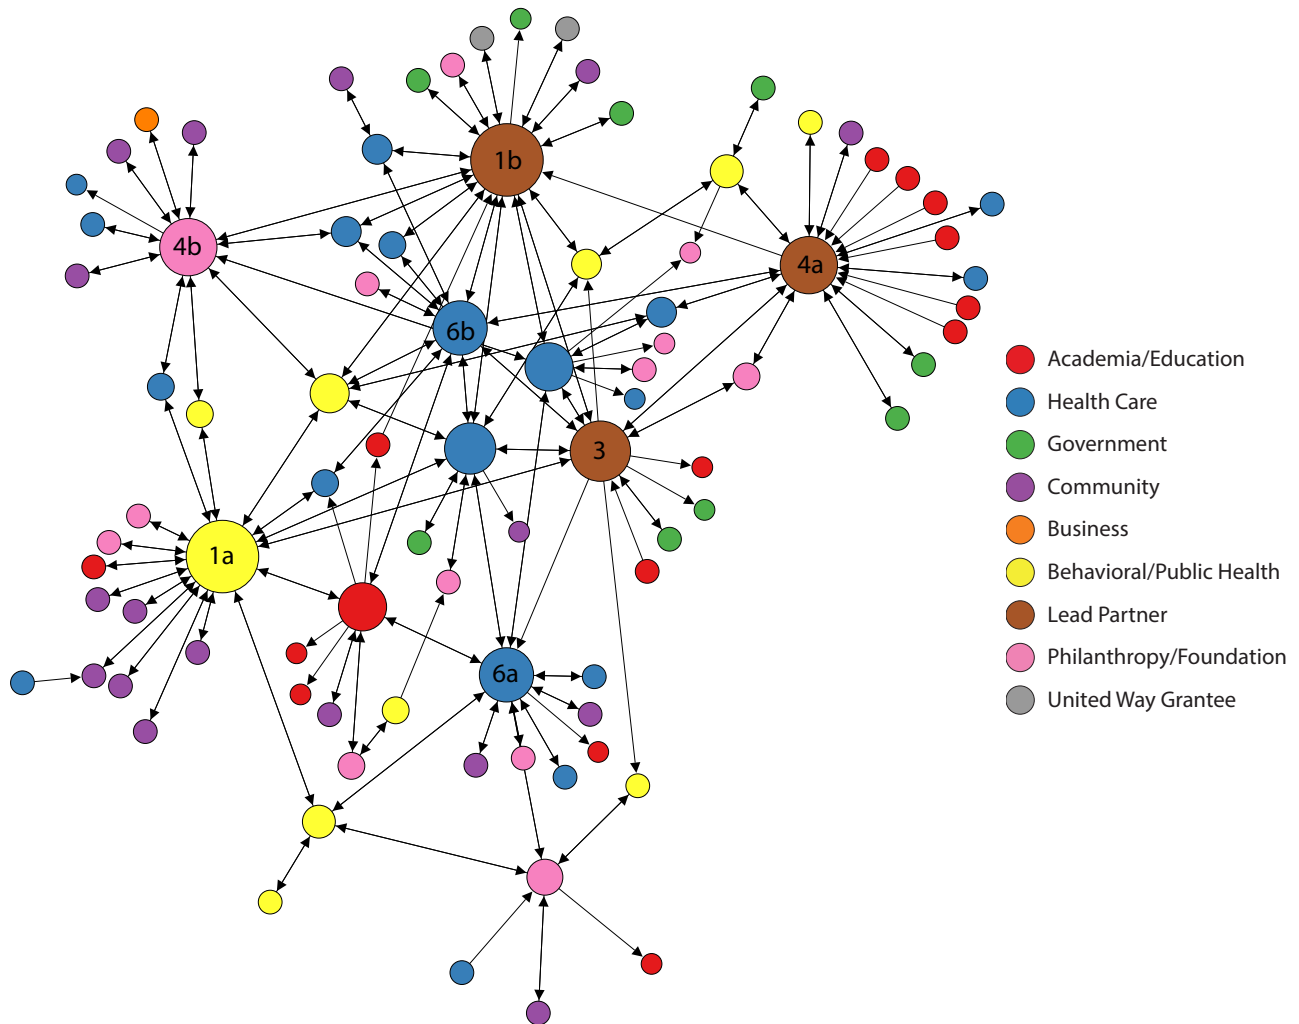 1b
4b
4a
6b
3
1a
6a
Academia/Education
Health Care
Government
Community
Business
Behavioral/Public Health
Lead Partner
Philanthropy/Foundation
United Way Grantee